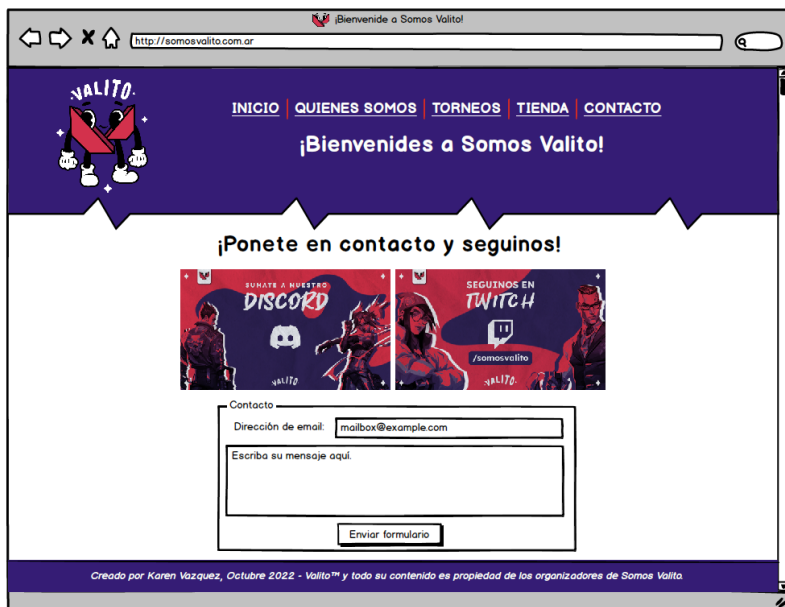 ¡Bienvenide a Somos Valito!
http://somosvalito.com.ar
·VALITO·
INICIO | QUIENES SOMOS | TORNEOS | TIENDA | CONTACTO
¡Bienvenides a Somos Valito!
¡Ponete en contacto y seguinos!
SUMATE A NUESTRO
DISCORD
·VALITO·
SEGUINOS EN
TWITCH
/somosvalito
·VALITO·
Contacto
Dirección de email: mailbox@example.com
Escriba su mensaje aquí.
Enviar formulario
Creado por Karen Vazquez, Octubre 2022 - Valito™ y todo su contenido es propiedad de los organizadores de Somos Valito.